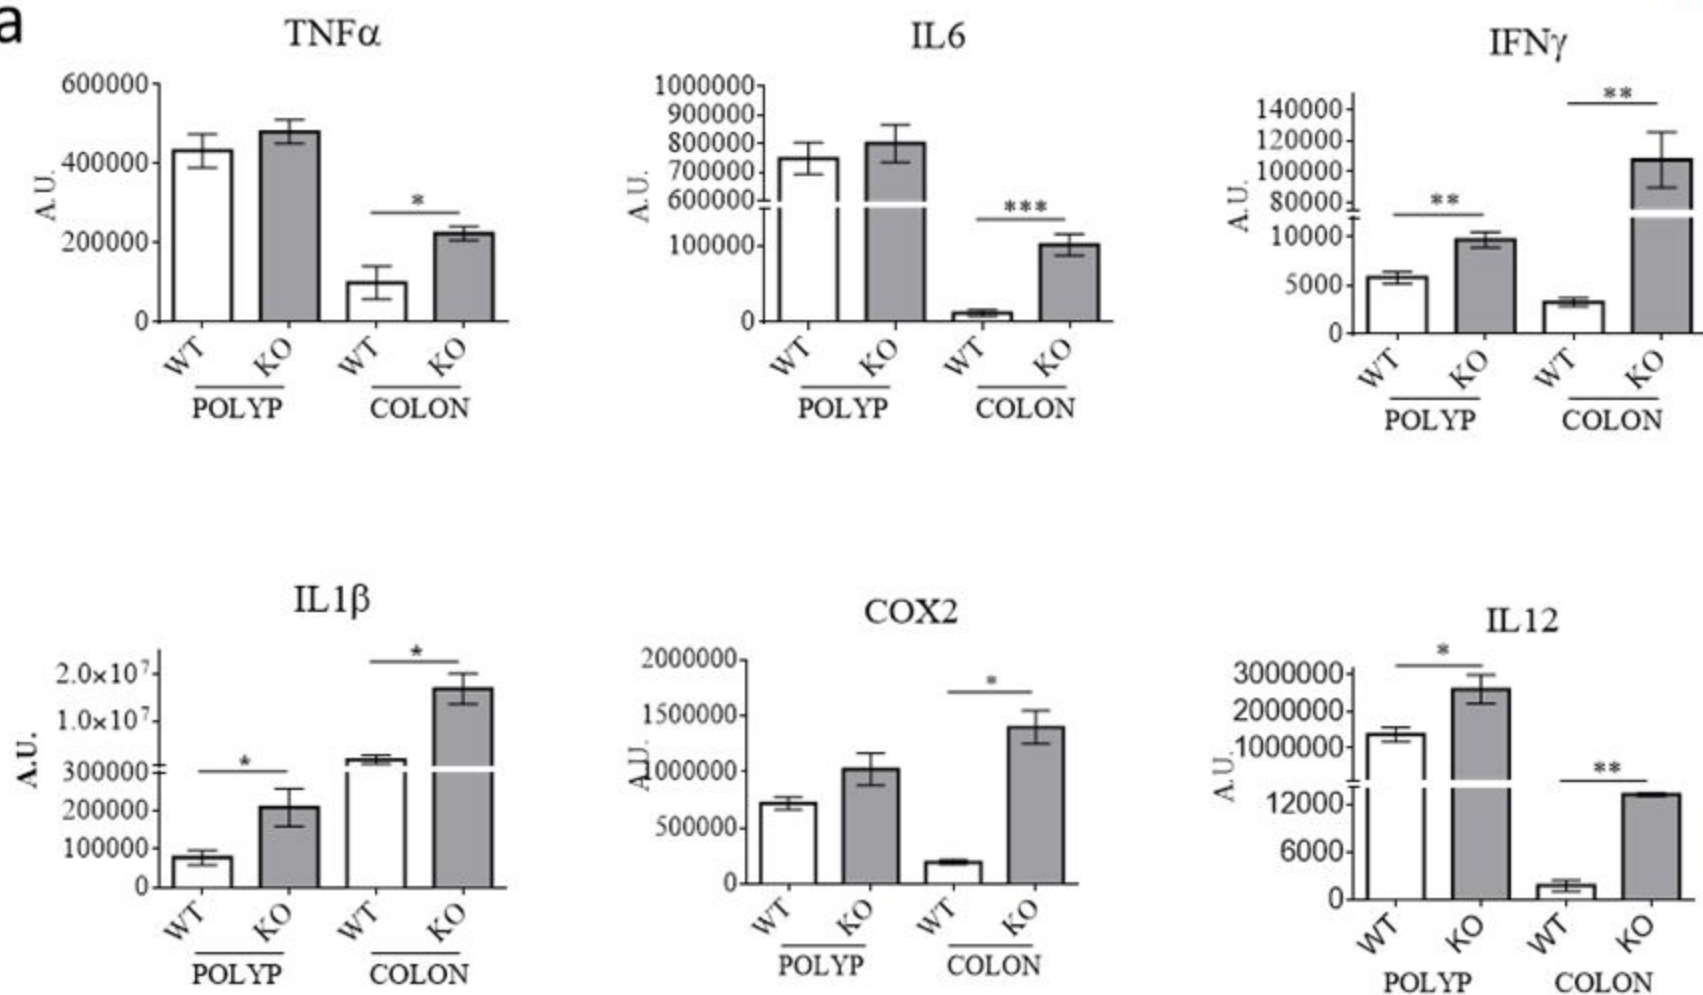 a
TNFα
600000
400000
200000
0
A.U.
*
WT KO WT KO
POLYP COLON
IL6
1000000
900000
800000
700000
600000
100000
0
A.U.
***
WT KO WT KO
POLYP COLON
IFNγ
140000
120000
100000
80000
10000
5000
0
A.U.
** **
WT KO WT KO
POLYP COLON
IL1β
2.0×10⁷
1.0×10⁷
300000
200000
100000
0
A.U.
* *
WT KO WT KO
POLYP COLON
COX2
2000000
1500000
1000000
500000
0
A.U.
*
WT KO WT KO
POLYP COLON
IL12
3000000
2000000
1000000
12000
6000
0
A.U.
* **
WT KO WT KO
POLYP COLON